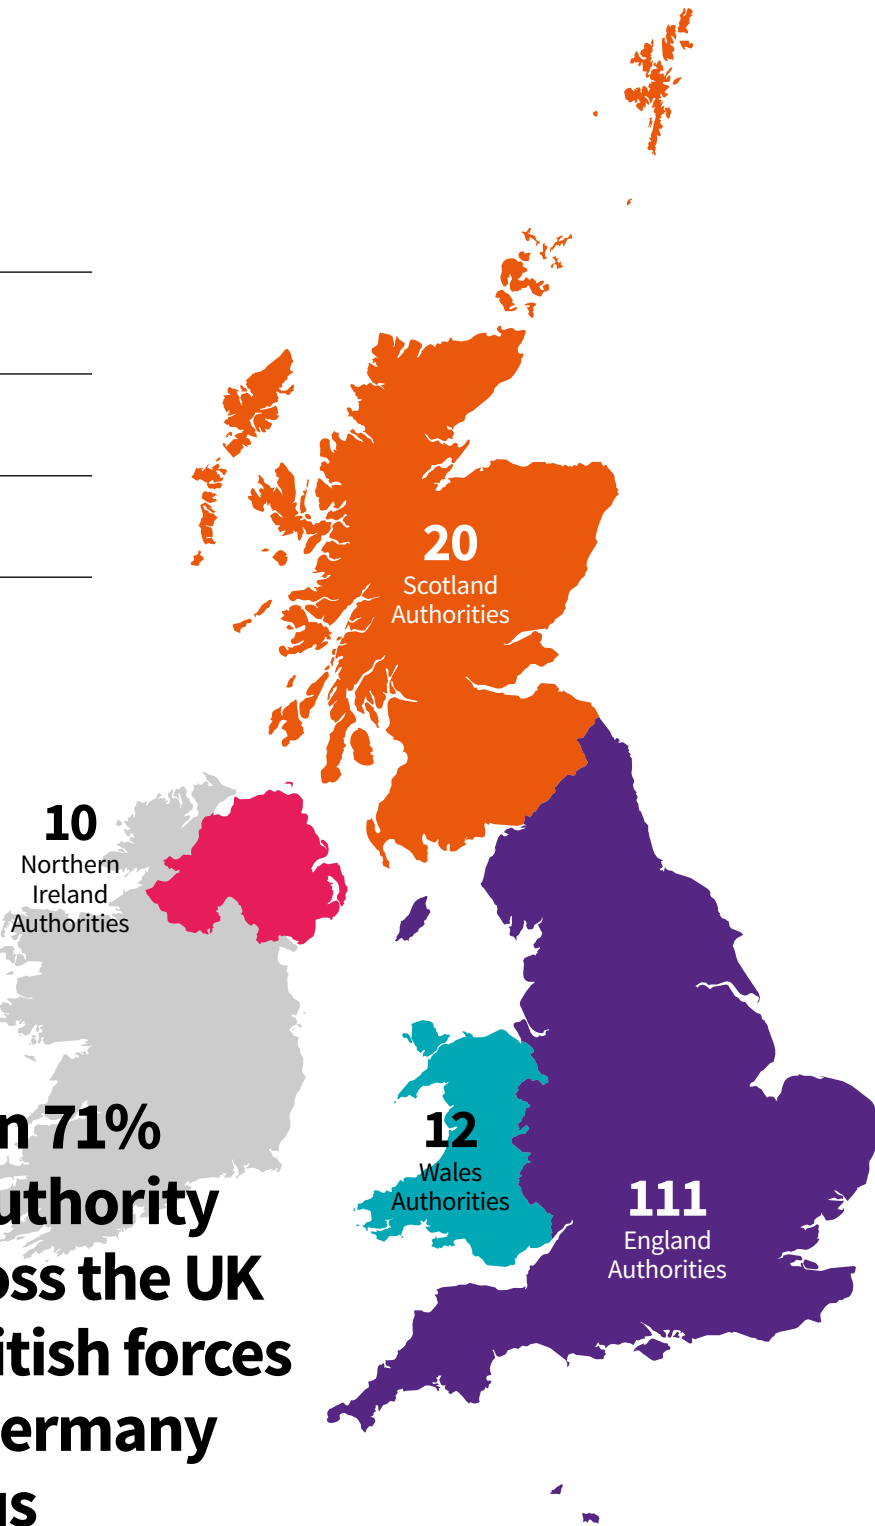 20
Scotland
Authorities
10
Northern
Ireland
Authorities
12
Wales
Authorities
111
England
Authorities
n 71%
uthority
oss the UK
itish forces
ermany
us